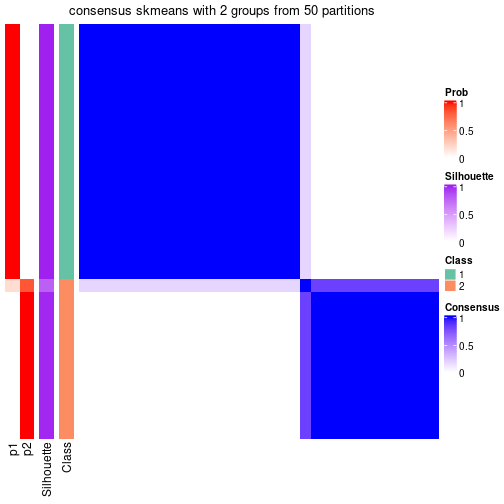 consensus skmeans with 2 groups from 50 partitions
Prob
1
0.5
0
Silhouette
1
0.5
0
Class
1
2
Consensus
1
0.5
0
p1
p2
Silhouette
Class